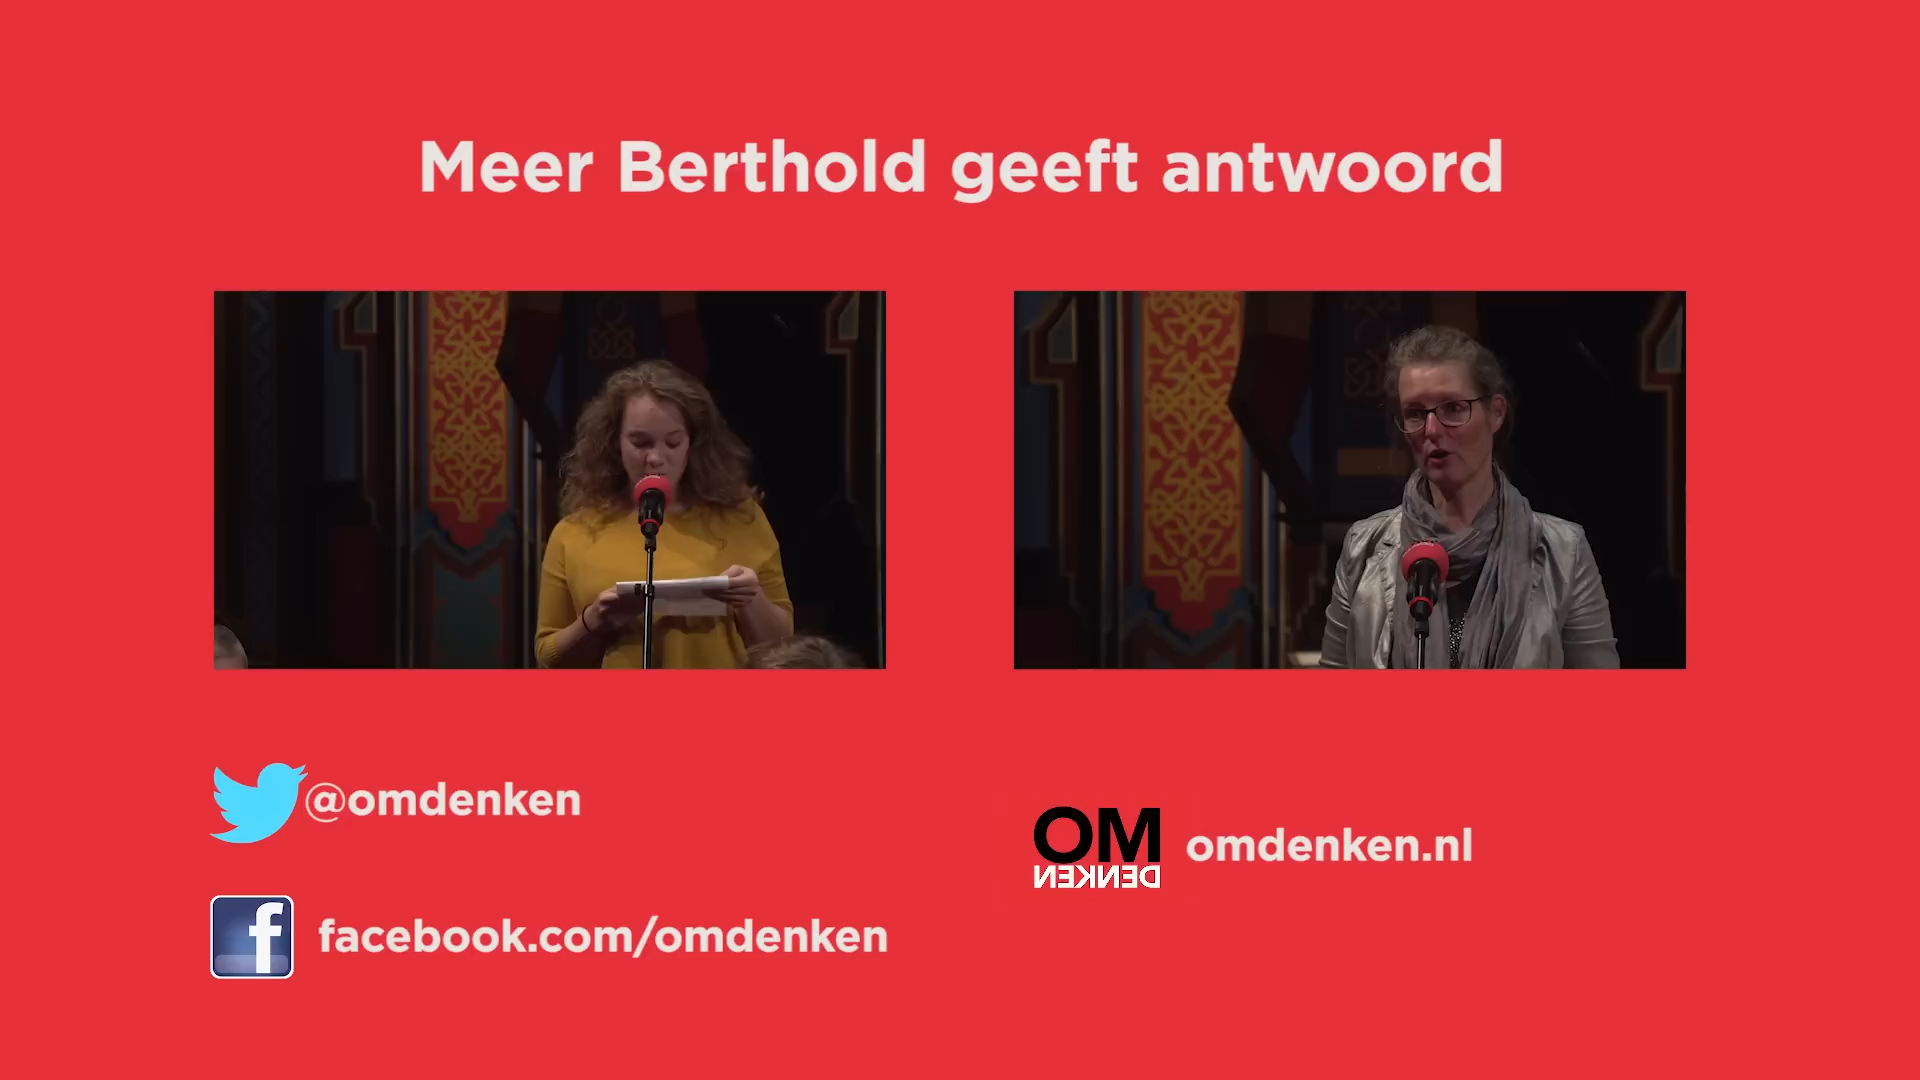 Meer Berthold geeft antwoord
@omdenken
OM
DENKEN
omdenken.nl
facebook.com/omdenken